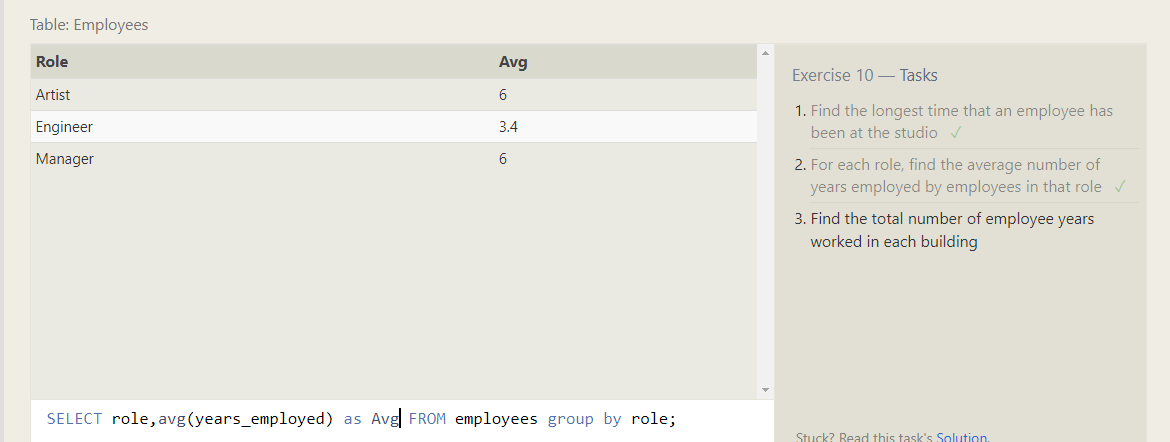 Table: Employees
Role Avg
Artist 6
Engineer 3.4
Manager 6
SELECT role,avg(years_employed) as Avg FROM employees group by role;
Exercise 10 — Tasks
1. Find the longest time that an employee has
been at the studio ✓
2. For each role, find the average number of
years employed by employees in that role ✓
3. Find the total number of employee years
worked in each building
Stuck? Read this task's Solution.